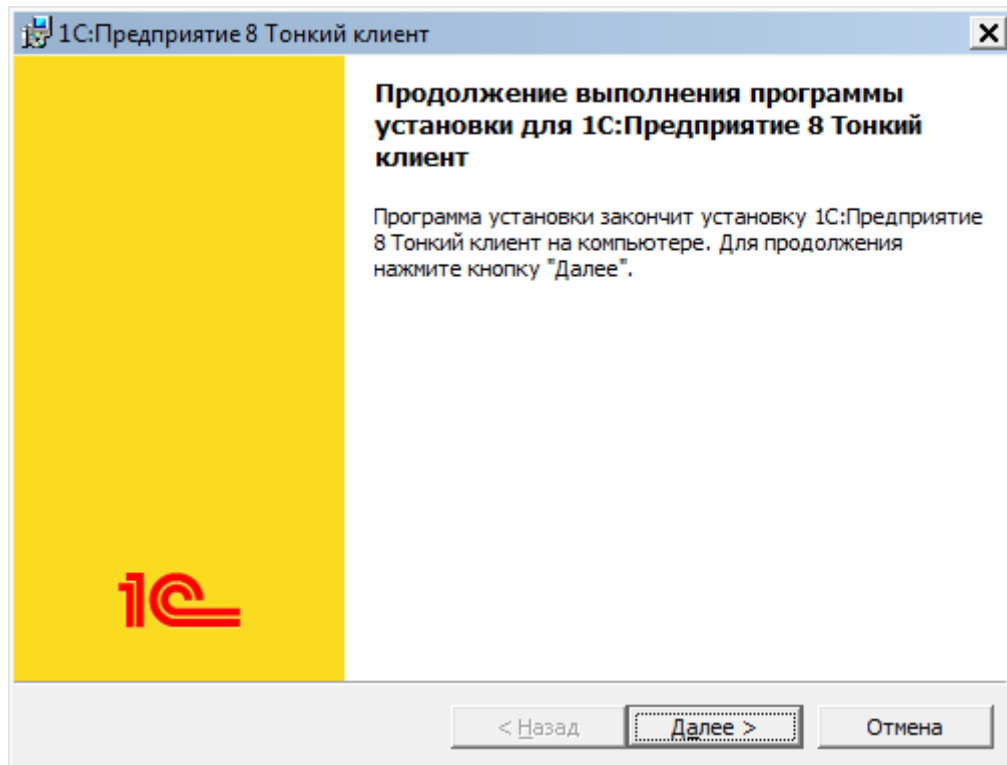 1С:Предприятие 8 Тонкий клиент
Продолжение выполнения программы
установки для 1С:Предприятие 8 Тонкий
клиент
Программа установки закончит установку 1С:Предприятие
8 Тонкий клиент на компьютере. Для продолжения
нажмите кнопку "Далее".
1С
< Назад
Далее >
Отмена